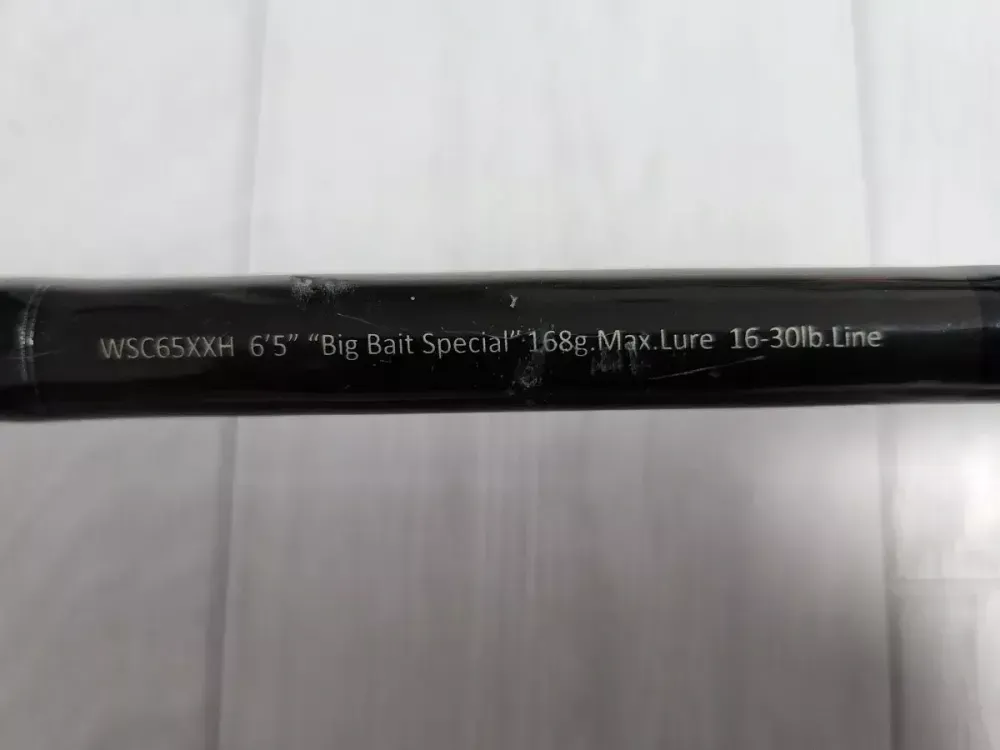 WSC65XXH 6’5” “Big Bait Special” 168g.Max.Lure 16-30lb.Line